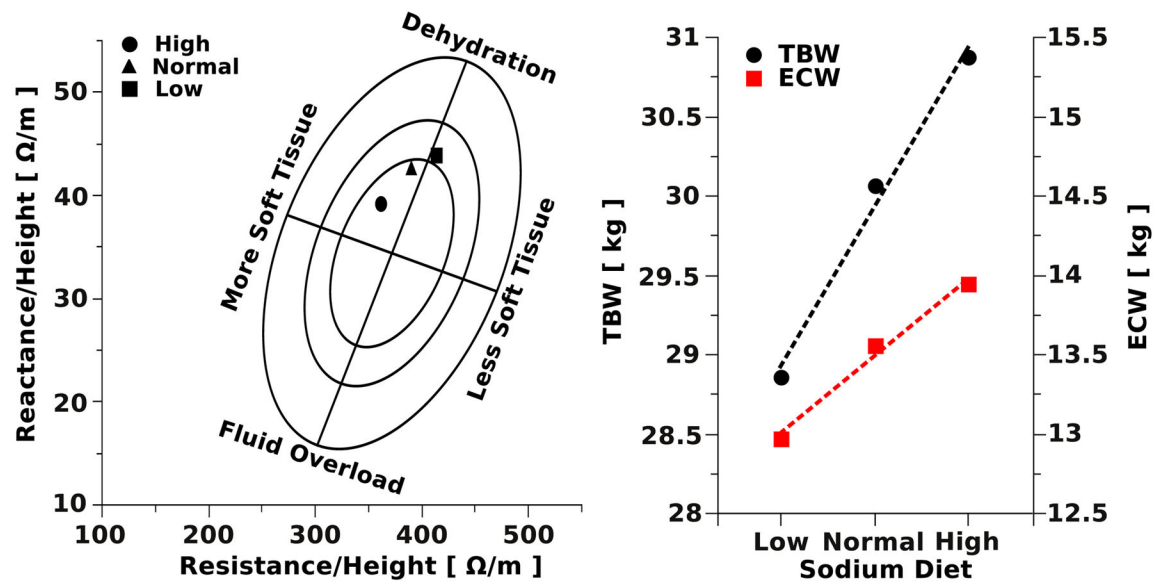 High
Normal
Low
Dehydration
More Soft Tissue
Less Soft Tissue
Fluid Overload
Reactance/Height [ Ω/m ]
50
40
30
20
10
100
200
300
400
500
Resistance/Height [ Ω/m ]
TBW
ECW
TBW [ kg ]
31
30.5
30
29.5
29
28.5
28
15.5
15
14.5
14
13.5
13
12.5
ECW [ kg ]
Low Normal High
Sodium Diet